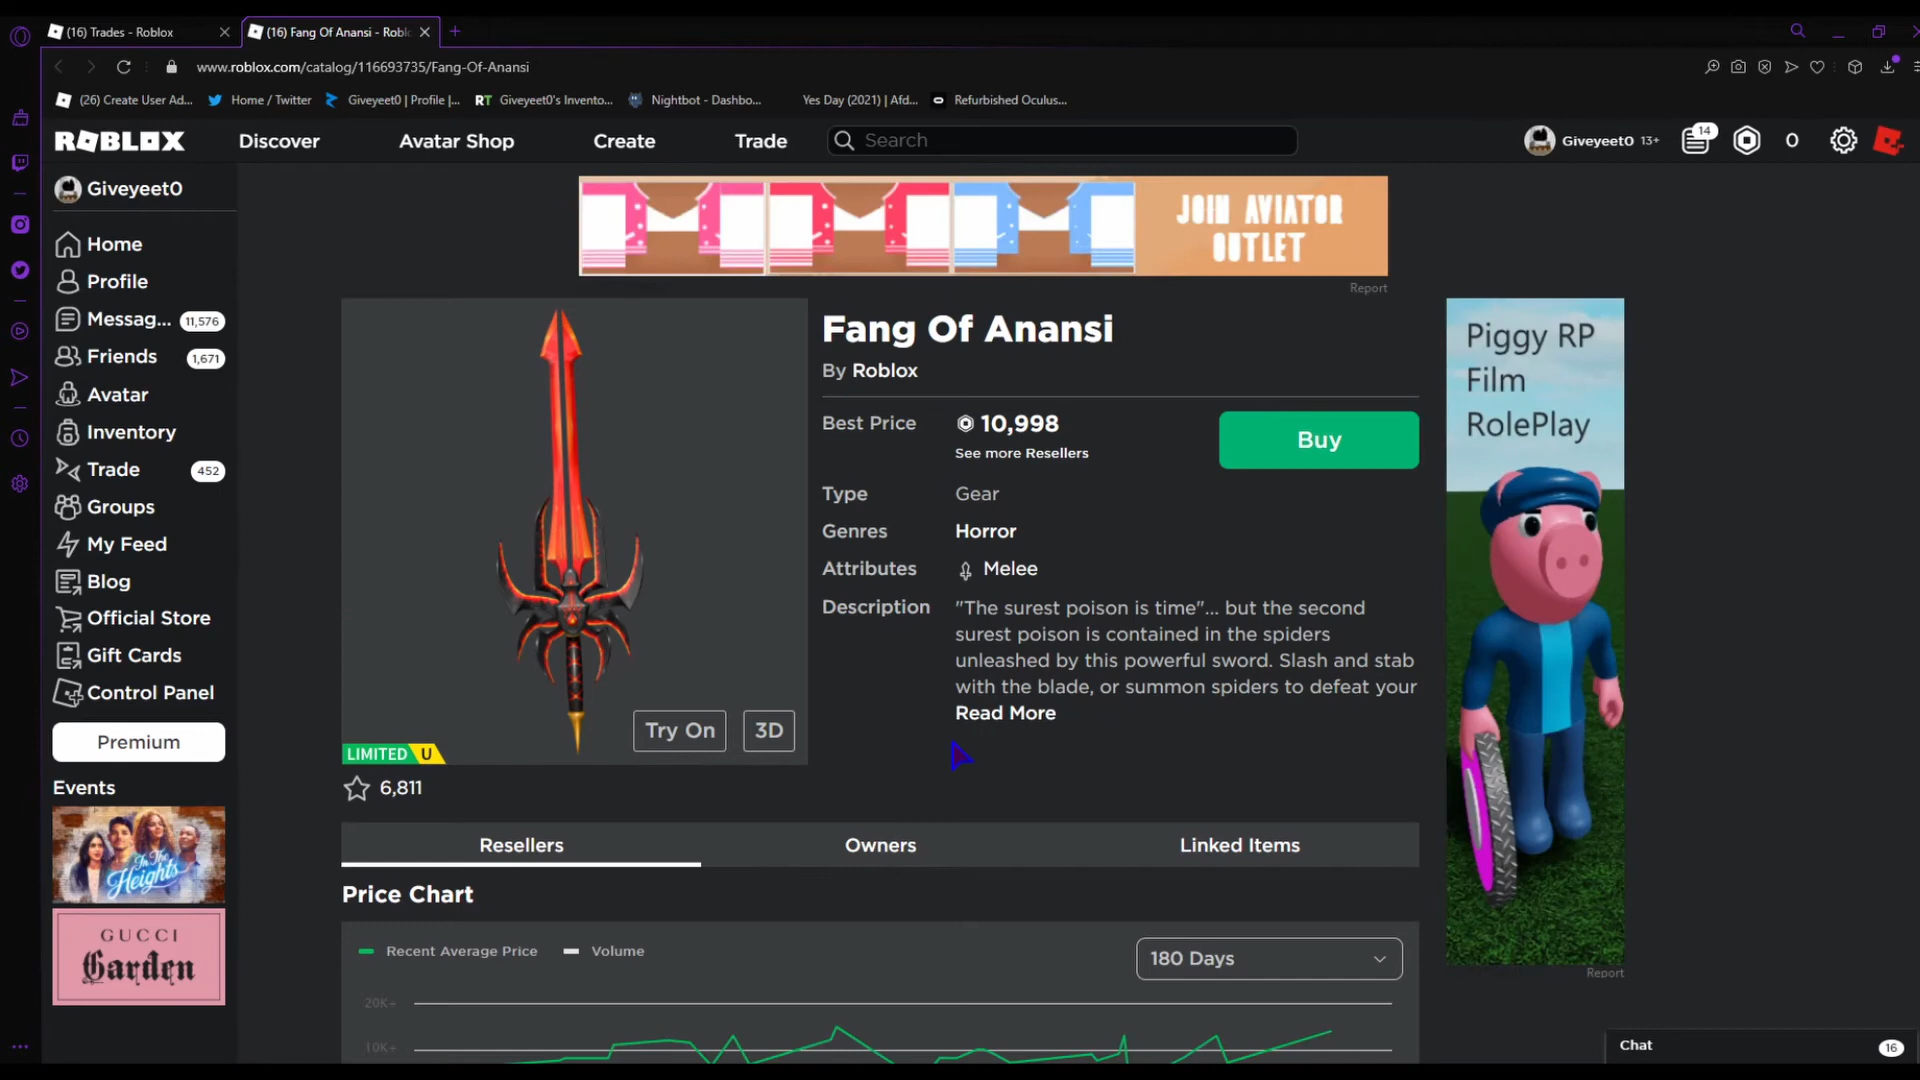 (16) Trades - Roblox
(16) Fang Of Anansi - Robl
www.roblox.com/catalog/116693735/Fang-Of-Anansi
(26) Create User Ad...
Home / Twitter
Giveyeet0 | Profile |...
RT Giveyeet0's Invento...
Nightbot - Dashbo...
Yes Day (2021) | Afd...
Refurbished Oculus...
ROBLOX
Discover
Avatar Shop
Create
Trade
Search
Giveyeet0 13+
14
0
Giveyeet0
Home
Profile
Messag... 11,576
Friends 1,671
Avatar
Inventory
Trade 452
Groups
My Feed
Blog
Official Store
Gift Cards
Control Panel
Premium
Events
In The Heights
GUCCI
Garden
JOIN AVIATOR
OUTLET
Report
LIMITED U
Try On
3D
6,811
Fang Of Anansi
By Roblox
Best Price 10,998
See more Resellers
Buy
Type Gear
Genres Horror
Attributes Melee
Description "The surest poison is time"... but the second
surest poison is contained in the spiders
unleashed by this powerful sword. Slash and stab
with the blade, or summon spiders to defeat your
Read More
Resellers
Owners
Linked Items
Price Chart
Recent Average Price
Volume
180 Days
20K+
10K+
Piggy RP
Film
RolePlay
Report
Chat
16